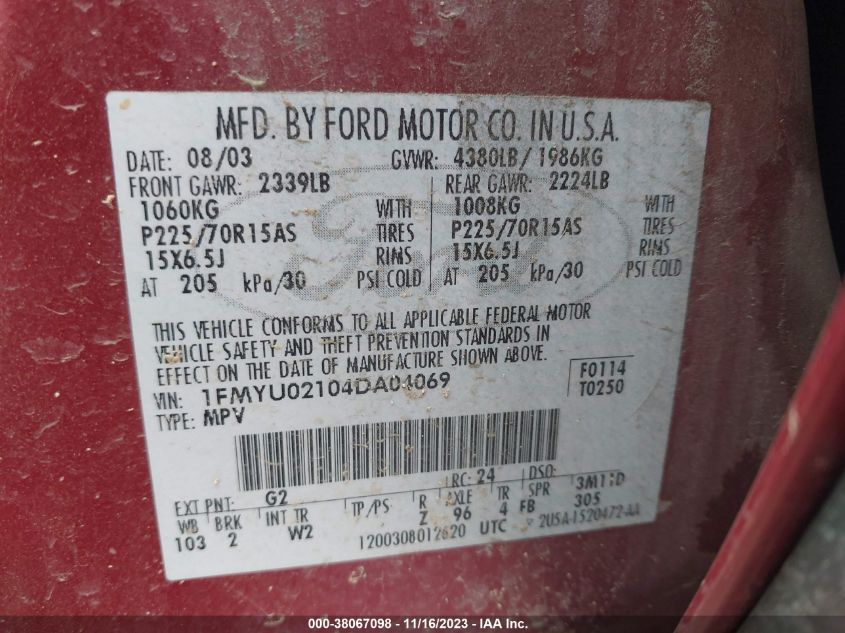 MFD. BY FORD MOTOR CO. IN U.S.A.
DATE: 08/03 GVWR: 4380LB/ 1986KG
FRONT GAWR: 2339LB REAR GAWR: 2224LB
1060KG WITH 1008KG WITH
P225/70R15AS TIRES P225/70R15AS TIRES
15X6.5J RIMS 15X6.5J RIMS
AT 205 kPa/30 PSI COLD AT 205 kPa/30 PSI COLD
THIS VEHICLE CONFORMS TO ALL APPLICABLE FEDERAL MOTOR
VEHICLE SAFETY AND THEFT PREVENTION STANDARDS IN
EFFECT ON THE DATE OF MANUFACTURE SHOWN ABOVE.
VIN: 1FMYU02104DA04069 F0114
TYPE: MPV T0250
LRC: 24 DSO:
EXT PNT: G2 3M11D
WB BRK INT TR TP/PS R AXLE TR SPR 305
103 2 W2 Z 96 4 FB
1200308012620 UTC 2U5A-1520472-AA
000-38067098 - 11/16/2023 - IAA Inc.